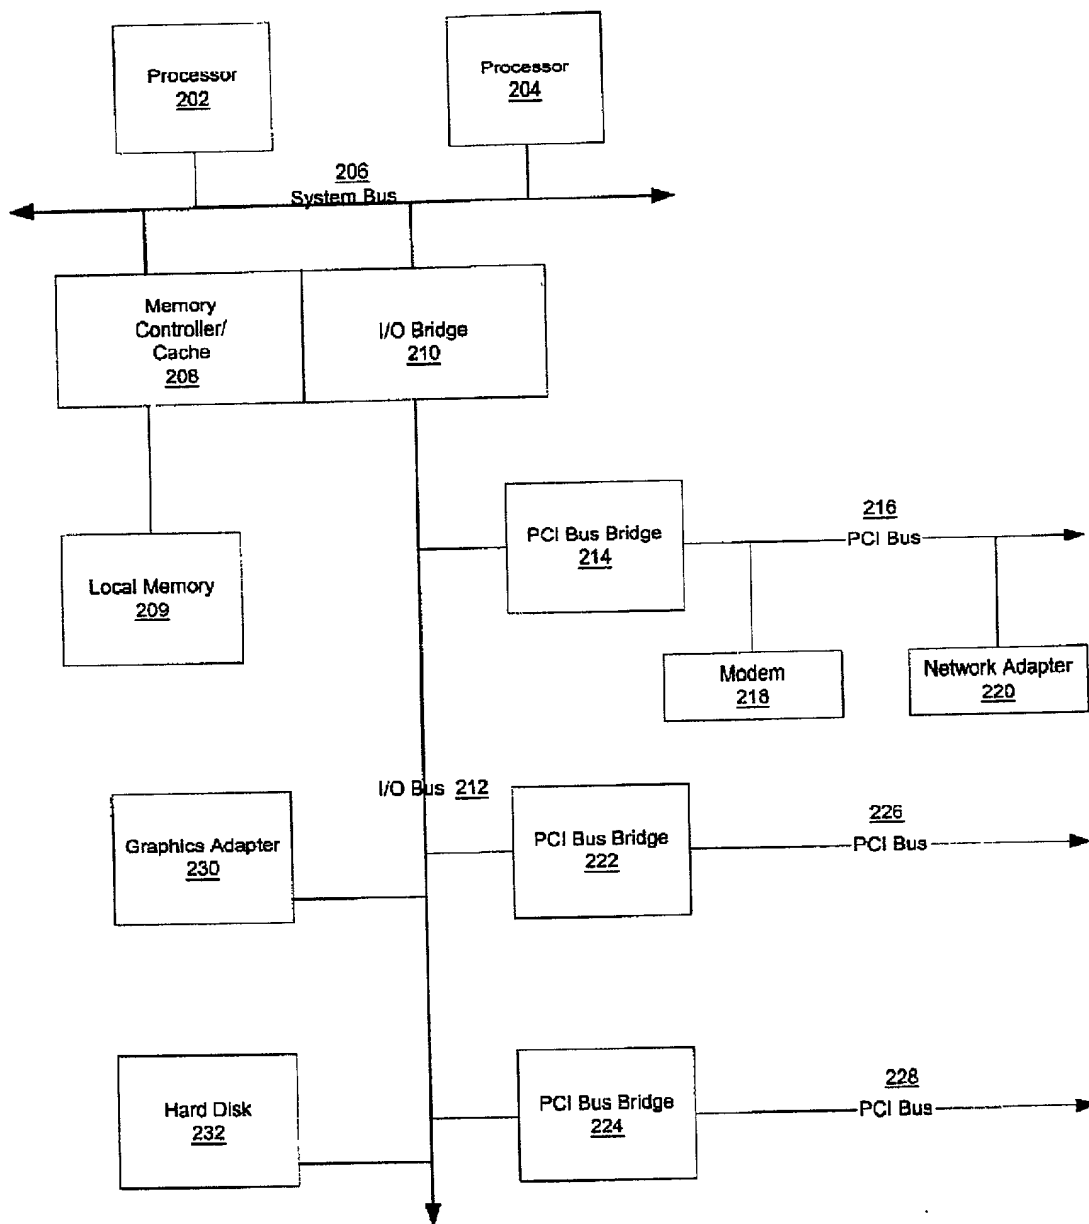 Processor
202
Processor
204
206
System Bus
Memory
Controller/
Cache
208
I/O Bridge
210
PCI Bus Bridge
214
216
PCI Bus
Local Memory
209
Modem
218
Network Adapter
220
I/O Bus 212
Graphics Adapter
230
PCI Bus Bridge
222
226
PCI Bus
Hard Disk
232
PCI Bus Bridge
224
228
PCI Bus